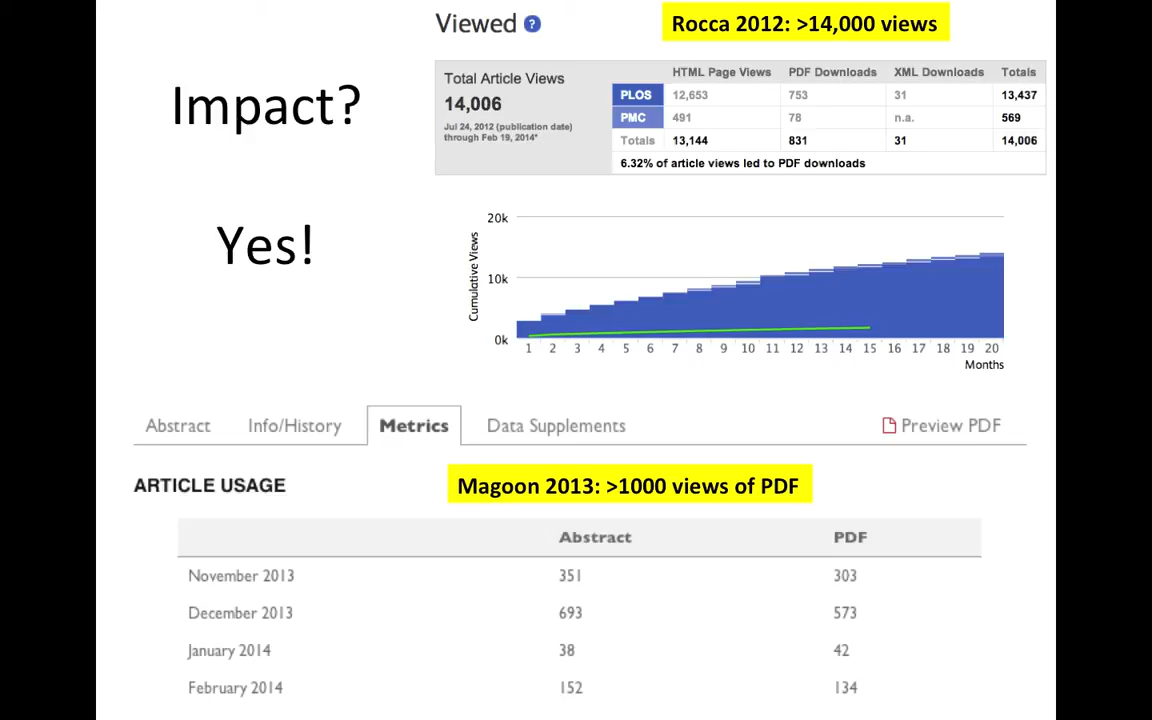 Impact?
Yes!
Viewed ?
Rocca 2012: >14,000 views
Total Article Views
14,006
Jul 24, 2012 (publication date)
through Feb 19, 2014*
HTML Page Views PDF Downloads XML Downloads Totals
PLOS 12,653 753 31 13,437
PMC 491 78 n.a. 569
Totals 13,144 831 31 14,006
6.32% of article views led to PDF downloads
Cumulative Views
20k
10k
0k
1 2 3 4 5 6 7 8 9 10 11 12 13 14 15 16 17 18 19 20
Months
Abstract Info/History Metrics Data Supplements Preview PDF
ARTICLE USAGE
Magoon 2013: >1000 views of PDF
Abstract PDF
November 2013 351 303
December 2013 693 573
January 2014 38 42
February 2014 152 134